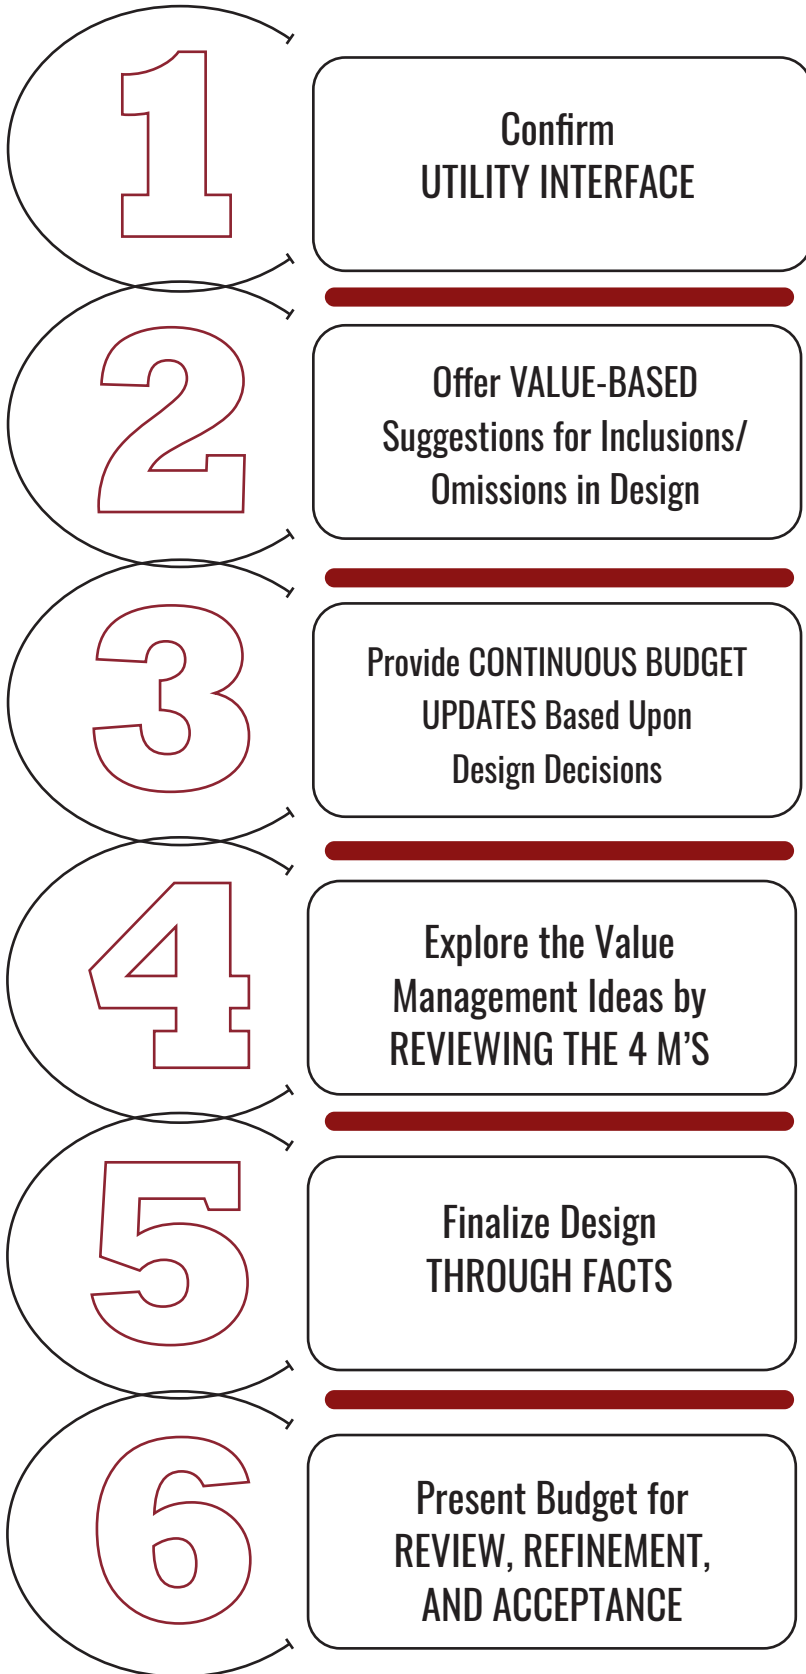 1
Confirm
UTILITY INTERFACE
2
Offer VALUE-BASED
Suggestions for Inclusions/
Omissions in Design
3
Provide CONTINUOUS BUDGET
UPDATES Based Upon
Design Decisions
4
Explore the Value
Management Ideas by
REVIEWING THE 4 M’S
5
Finalize Design
THROUGH FACTS
6
Present Budget for
REVIEW, REFINEMENT,
AND ACCEPTANCE